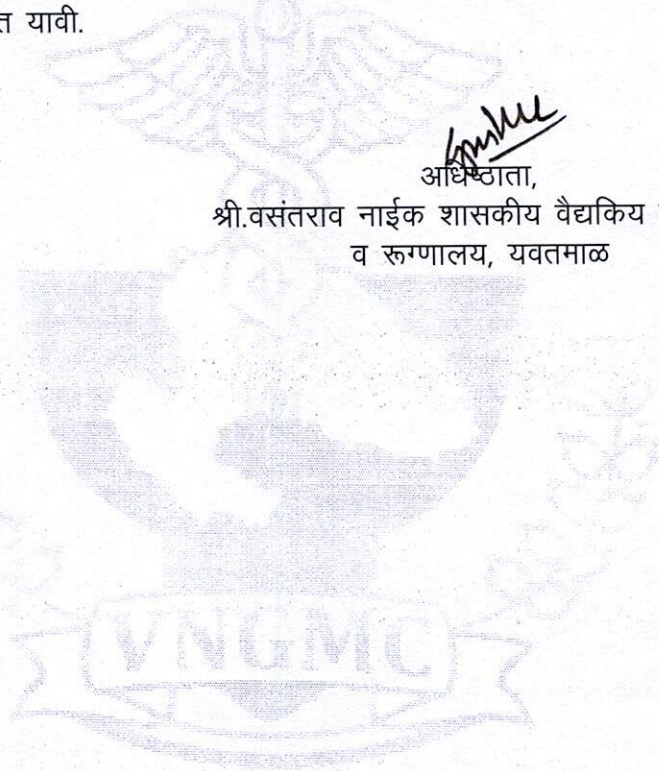 यावी.
अधिष्ठाता,
श्री.वसंतराव नाईक शासकीय वैद्यकिय
व रूग्णालय, यवतमाळ
VNGMC